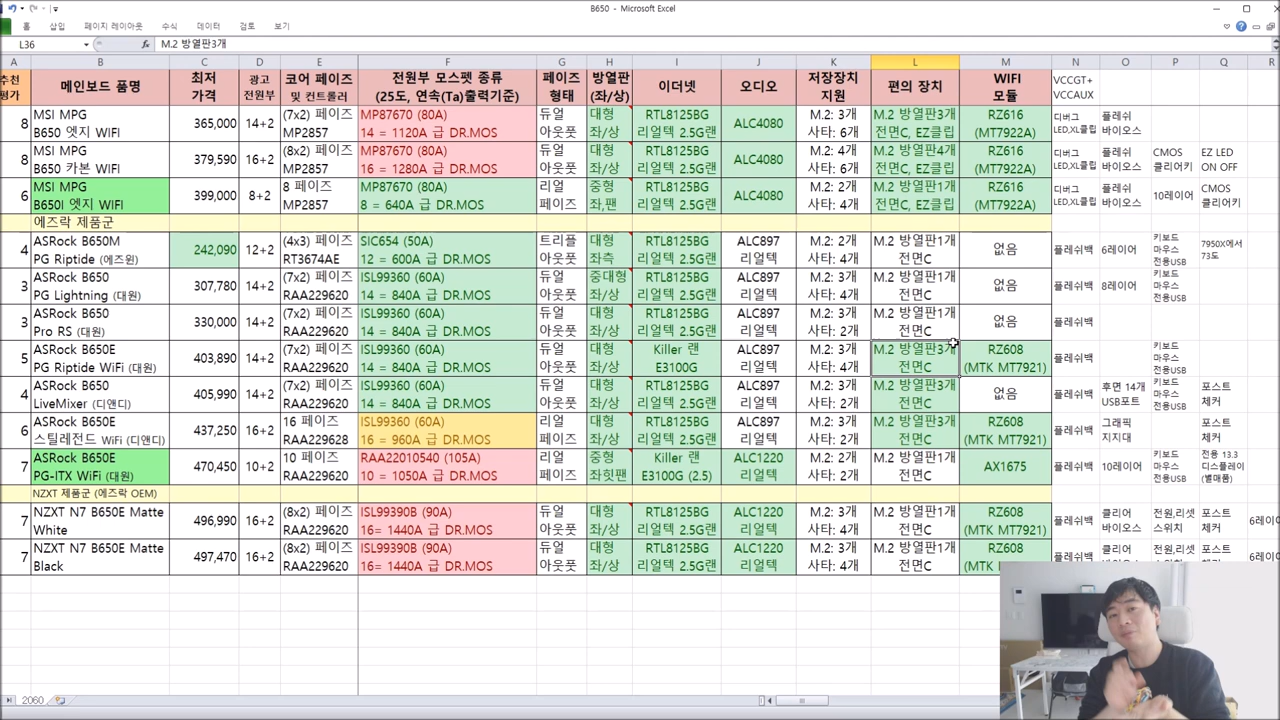 B650 - Microsoft Excel
홈 삽입 페이지 레이아웃 수식 데이터 검토 보기
L36 fx M.2 방열판3개
A B C D E F G H I J K L M N O P Q R
추천 평가 메인보드 품명 최저 가격 광고 전원부 코어 페이즈 및 컨트롤러 전원부 모스펫 종류 (25도, 연속(Ta)출력기준) 페이즈 형태 방열판 (좌/상) 이더넷 오디오 저장장치 지원 편의 장치 WIFI 모듈 VCCGT+ VCCAUX
8 MSI MPG B650 엣지 WIFI 365,000 14+2 (7x2) 페이즈 MP2857 MP87670 (80A) 14 = 1120A 급 DR.MOS 듀얼 아웃풋 대형 좌/상 RTL8125BG 리얼텍 2.5G랜 ALC4080 M.2: 3개 사타: 6개 M.2 방열판3개 전면C, EZ클립 RZ616 (MT7922A) 디버그 LED,XL클립 플래쉬 바이오스
8 MSI MPG B650 카본 WIFI 379,590 16+2 (8x2) 페이즈 MP2857 MP87670 (80A) 16 = 1280A 급 DR.MOS 듀얼 아웃풋 대형 좌/상 RTL8125BG 리얼텍 2.5G랜 ALC4080 M.2: 4개 사타: 6개 M.2 방열판4개 전면C, EZ클립 RZ616 (MT7922A) 디버그 LED,XL클립 플래쉬 바이오스 CMOS 클리어키 EZ LED ON OFF
6 MSI MPG B650I 엣지 WIFI 399,000 8+2 8 페이즈 MP2857 MP87670 (80A) 8 = 640A 급 DR.MOS 리얼 페이즈 중형 좌,팬 RTL8125BG 리얼텍 2.5G랜 ALC4080 M.2: 2개 사타: 4개 M.2 방열판1개 전면C, EZ클립 RZ616 (MT7922A) 디버그 LED,XL클립 플래쉬 바이오스 10레이어 CMOS 클리어키
에즈락 제품군
4 ASRock B650M PG Riptide (에즈윈) 242,090 12+2 (4x3) 페이즈 RT3674AE SIC654 (50A) 12 = 600A 급 DR.MOS 트리플 아웃풋 대형 좌측 RTL8125BG 리얼텍 2.5G랜 ALC897 리얼텍 M.2: 2개 사타: 4개 M.2 방열판1개 전면C 없음 플레쉬백 6레이어 키보드 마우스 전용USB 7950X에서 73도
3 ASRock B650 PG Lightning (대원) 307,780 14+2 (7x2) 페이즈 RAA229620 ISL99360 (60A) 14 = 840A 급 DR.MOS 듀얼 아웃풋 중대형 좌/상 RTL8125BG 리얼텍 2.5G랜 ALC897 리얼텍 M.2: 3개 사타: 4개 M.2 방열판1개 전면C 없음 플레쉬백 8레이어 키보드 마우스 전용USB
3 ASRock B650 Pro RS (대원) 330,000 14+2 (7x2) 페이즈 RAA229620 ISL99360 (60A) 14 = 840A 급 DR.MOS 듀얼 아웃풋 대형 좌/상 RTL8125BG 리얼텍 2.5G랜 ALC897 리얼텍 M.2: 3개 사타: 2개 M.2 방열판1개 전면C 없음 플레쉬백
5 ASRock B650E PG Riptide WiFi (대원) 403,890 14+2 (7x2) 페이즈 RAA229620 ISL99360 (60A) 14 = 840A 급 DR.MOS 듀얼 아웃풋 대형 좌/상 Killer 랜 E3100G ALC897 리얼텍 M.2: 3개 사타: 4개 M.2 방열판3개 전면C RZ608 (MTK MT7921) 플레쉬백 키보드 마우스 전용USB
4 ASRock B650 LiveMixer (디앤디) 405,990 14+2 (7x2) 페이즈 RAA229620 ISL99360 (60A) 14 = 840A 급 DR.MOS 듀얼 아웃풋 대형 좌/상 RTL8125BG 리얼텍 2.5G랜 ALC897 리얼텍 M.2: 3개 사타: 2개 M.2 방열판3개 전면C 없음 플레쉬백 후면 14개 USB포트 키보드 마우스 전용USB 포스트 체커
6 ASRock B650E 스틸레전드 WiFi (디앤디) 437,250 16+2 16 페이즈 RAA229628 ISL99360 (60A) 16 = 960A 급 DR.MOS 리얼 페이즈 대형 좌/상 RTL8125BG 리얼텍 2.5G랜 ALC897 리얼텍 M.2: 3개 사타: 2개 M.2 방열판3개 전면C RZ608 (MTK MT7921) 플레쉬백 그래픽 지지대 포스트 체커
7 ASRock B650E PG-ITX WiFi (대원) 470,450 10+2 10 페이즈 RAA229620 RAA22010540 (105A) 10 = 1050A 급 DR.MOS 리얼 페이즈 중형 좌힛팬 Killer 랜 E3100G (2.5) ALC1220 리얼텍 M.2: 2개 사타: 2개 M.2 방열판1개 전면C AX1675 플레쉬백 10레이어 키보드 마우스 전용USB 전용 13.3 디스플레이 (별매품)
NZXT 제품군 (에즈락 OEM)
7 NZXT N7 B650E Matte White 496,990 16+2 (8x2) 페이즈 RAA229620 ISL99390B (90A) 16= 1440A 급 DR.MOS 듀얼 아웃풋 대형 좌/상 RTL8125BG 리얼텍 2.5G랜 ALC1220 리얼텍 M.2: 3개 사타: 4개 M.2 방열판1개 전면C RZ608 (MTK MT7921) 플레쉬백 클리어 바이오스 전원,리셋 스위치 포스트 체커
7 NZXT N7 B650E Matte Black 497,470 16+2 (8x2) 페이즈 RAA229620 ISL99390B (90A) 16= 1440A 급 DR.MOS 듀얼 아웃풋 대형 좌/상 RTL8125BG 리얼텍 2.5G랜 ALC1220 리얼텍 M.2: 3개 사타: 4개 M.2 방열판1개 전면C RZ608 (MTK 플레쉬백 클리어 전원,리셋 포스트
2060